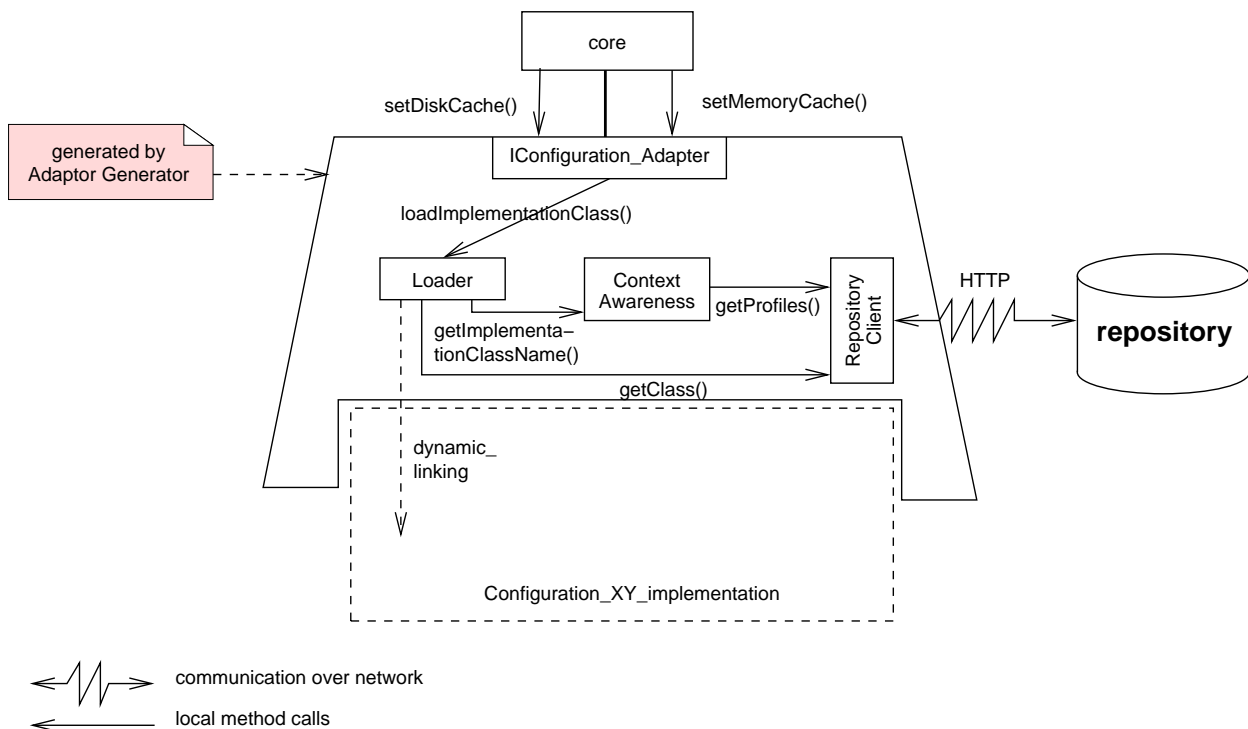 core
setDiskCache()
setMemoryCache()
generated by
Adaptor Generator
IConfiguration_Adapter
loadImplementationClass()
Loader
Context
Awareness
getProfiles()
Repository
Client
HTTP
repository
getImplementa–
tionClassName()
getClass()
dynamic_
linking
Configuration_XY_implementation
communication over network
local method calls